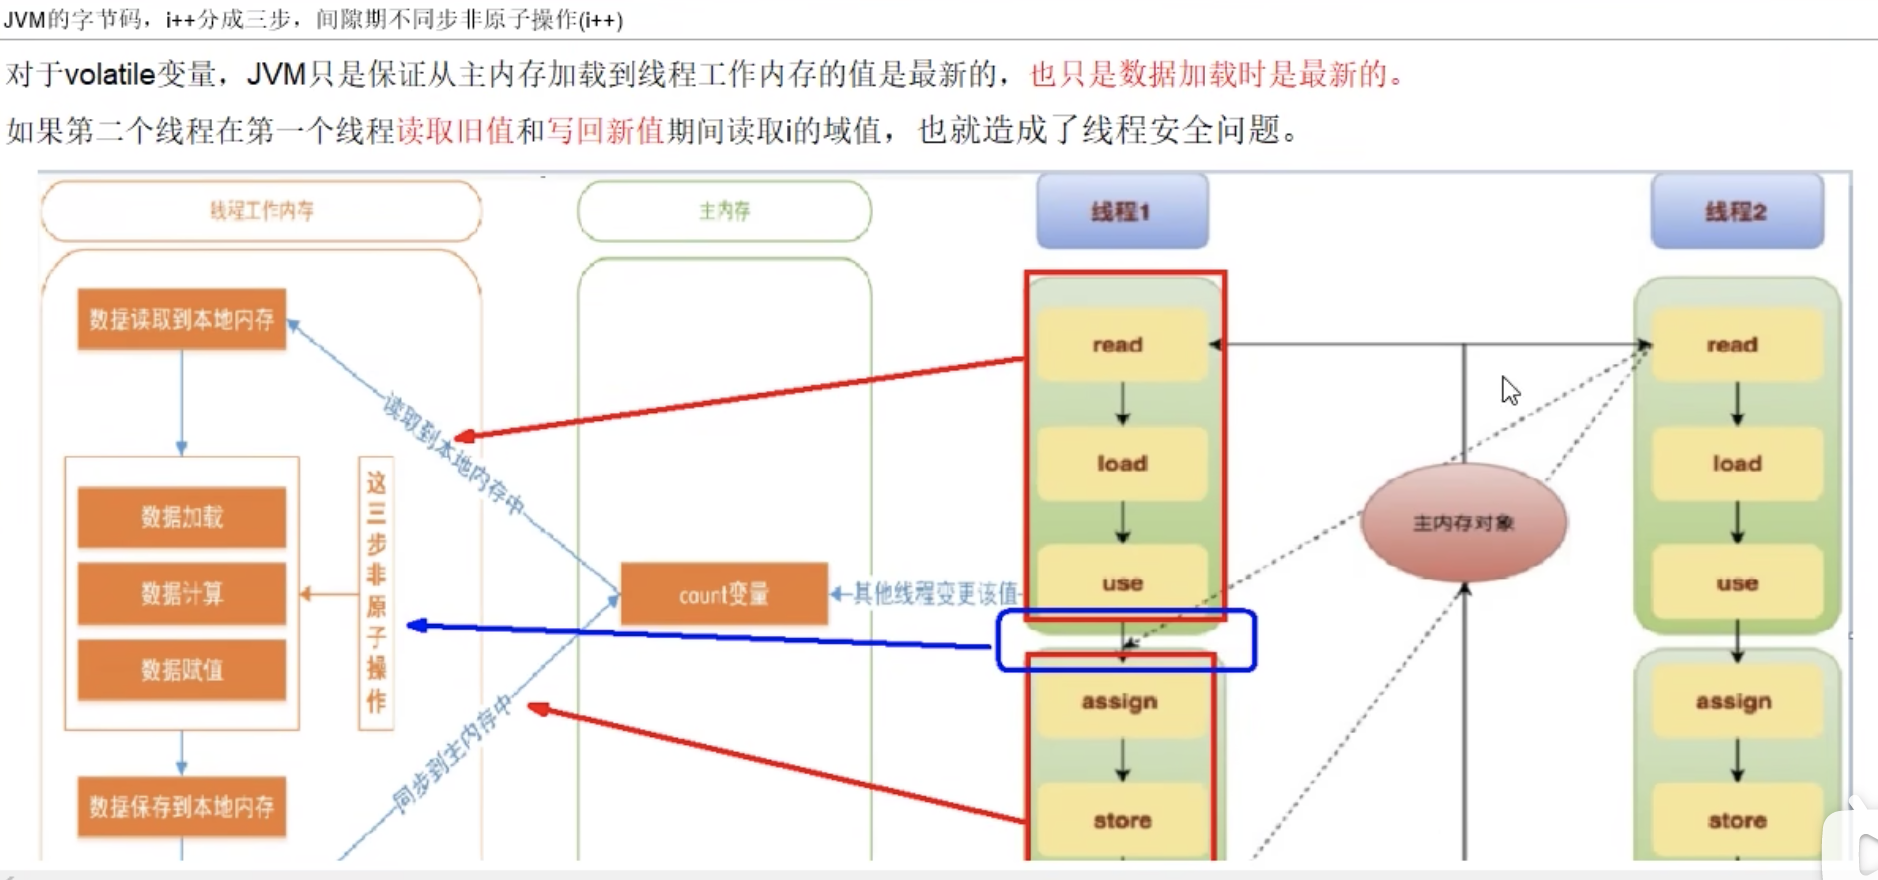 JVM的字节码，i++分成三步，间隙期不同步非原子操作(i++)
对于volatile变量，JVM只是保证从主内存加载到线程工作内存的值是最新的，也只是数据加载时是最新的。
如果第二个线程在第一个线程读取旧值和写回新值期间读取i的域值，也就造成了线程安全问题。
线程工作内存
主内存
线程1
线程2
数据读取到本地内存
读取到本地内存中
数据加载
数据计算
数据赋值
这三步非原子操作
count变量
其他线程变更该值
同步到主内存中
数据保存到本地内存
read
load
use
assign
store
主内存对象
read
load
use
assign
store